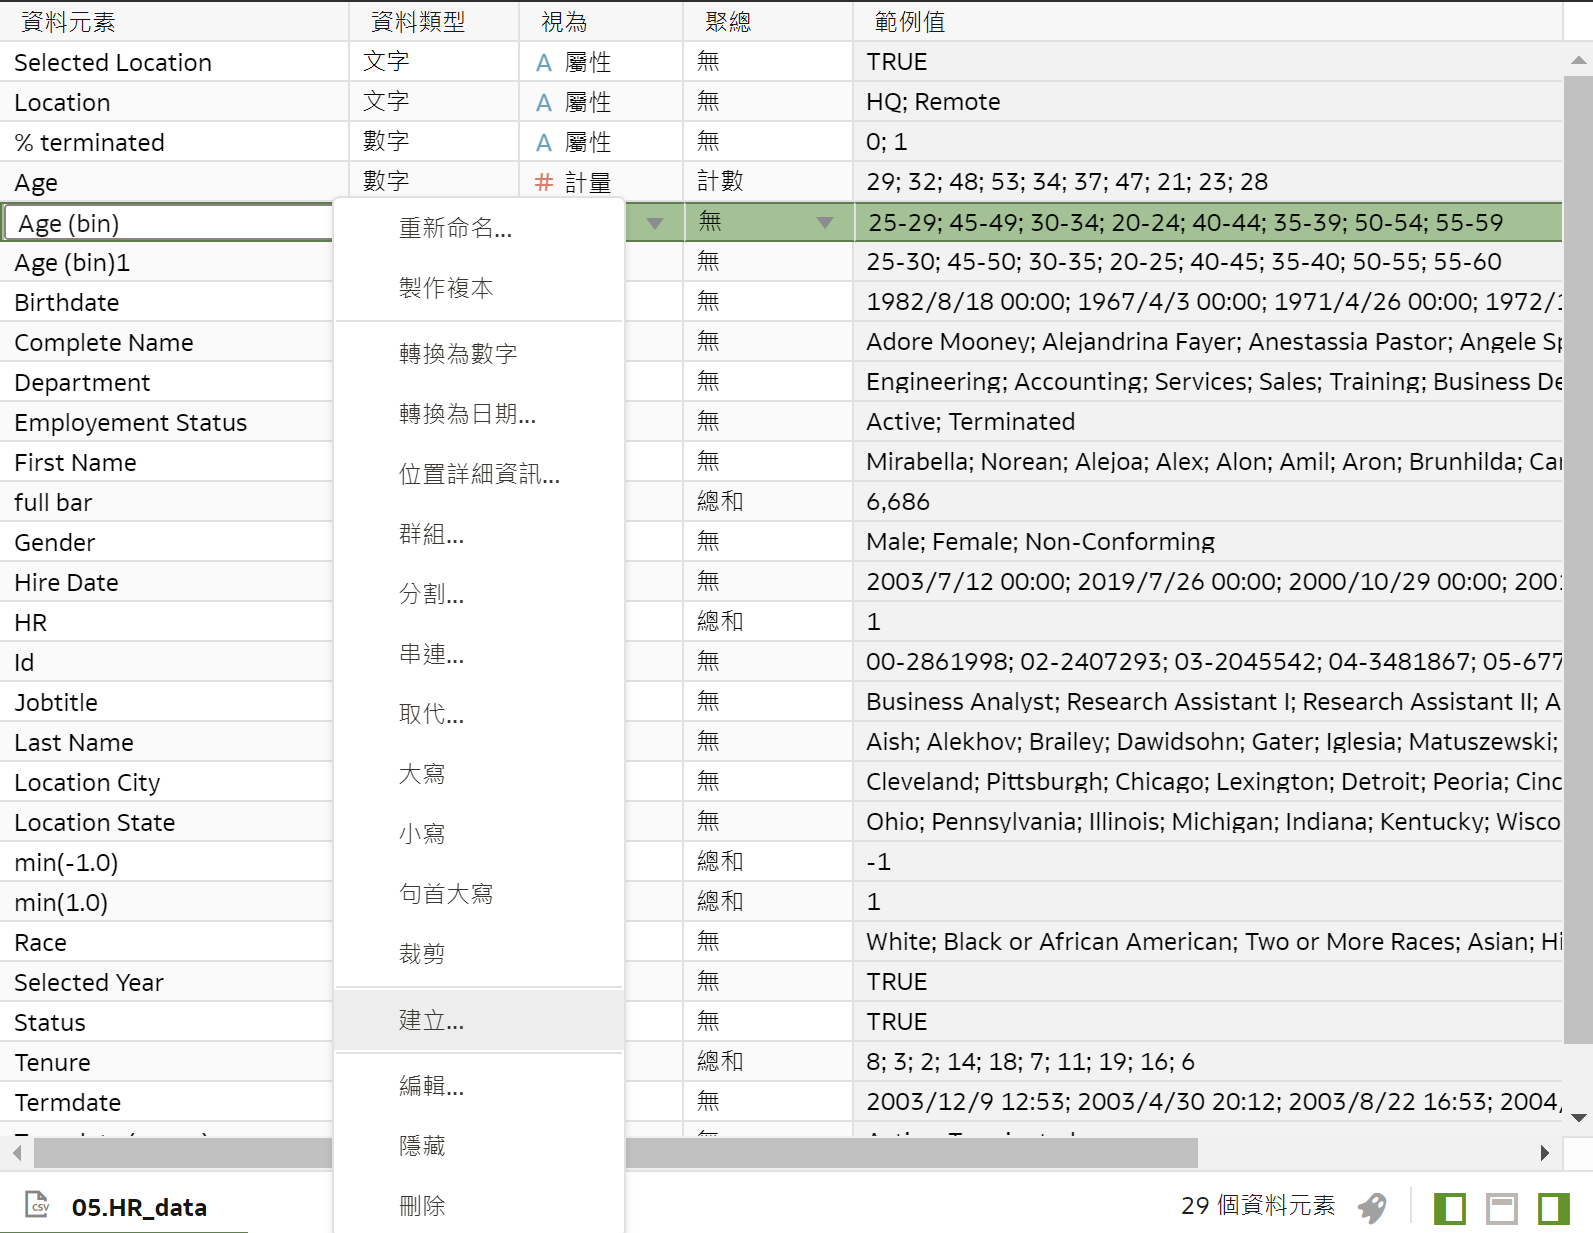 資料元素 資料類型 視為 聚總 範例值
Selected Location 文字 A 屬性 無 TRUE
Location 文字 A 屬性 無 HQ; Remote
% terminated 數字 A 屬性 無 0; 1
Age 數字 # 計量 計數 29; 32; 48; 53; 34; 37; 47; 21; 23; 28
Age (bin) 無 25-29; 45-49; 30-34; 20-24; 40-44; 35-39; 50-54; 55-59
Age (bin)1 無 25-30; 45-50; 30-35; 20-25; 40-45; 35-40; 50-55; 55-60
Birthdate 無 1982/8/18 00:00; 1967/4/3 00:00; 1971/4/26 00:00; 1972/1
Complete Name 無 Adore Mooney; Alejandrina Fayer; Anestassia Pastor; Angele Sp
Department 無 Engineering; Accounting; Services; Sales; Training; Business De
Employement Status 無 Active; Terminated
First Name 無 Mirabella; Norean; Alejoa; Alex; Alon; Amil; Aron; Brunhilda; Car
full bar 總和 6,686
Gender 無 Male; Female; Non-Conforming
Hire Date 無 2003/7/12 00:00; 2019/7/26 00:00; 2000/10/29 00:00; 2001
HR 總和 1
Id 無 00-2861998; 02-2407293; 03-2045542; 04-3481867; 05-677
Jobtitle 無 Business Analyst; Research Assistant I; Research Assistant II; A
Last Name 無 Aish; Alekhov; Brailey; Dawidsohn; Gater; Iglesia; Matuszewski;
Location City 無 Cleveland; Pittsburgh; Chicago; Lexington; Detroit; Peoria; Cinc
Location State 無 Ohio; Pennsylvania; Illinois; Michigan; Indiana; Kentucky; Wisco
min(-1.0) 總和 -1
min(1.0) 總和 1
Race 無 White; Black or African American; Two or More Races; Asian; Hi
Selected Year 無 TRUE
Status 無 TRUE
Tenure 總和 8; 3; 2; 14; 18; 7; 11; 19; 16; 6
Termdate 無 2003/12/9 12:53; 2003/4/30 20:12; 2003/8/22 16:53; 2004/
重新命名...
製作複本
轉換為數字
轉換為日期...
位置詳細資訊...
群組...
分割...
串連...
取代...
大寫
小寫
句首大寫
裁剪
建立...
編輯...
隱藏
刪除
CSV 05.HR_data 29 個資料元素